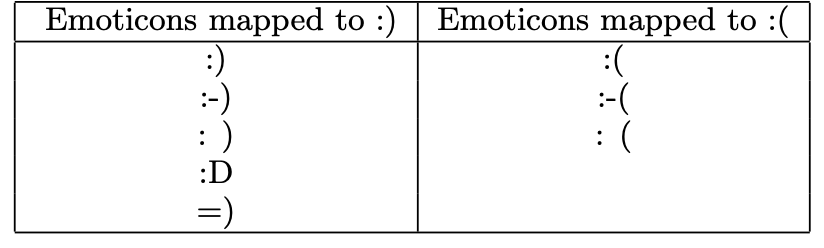 Emoticons mapped to :) Emoticons mapped to :(
:) :(
:-) :-(
: ) : (
:D
=)